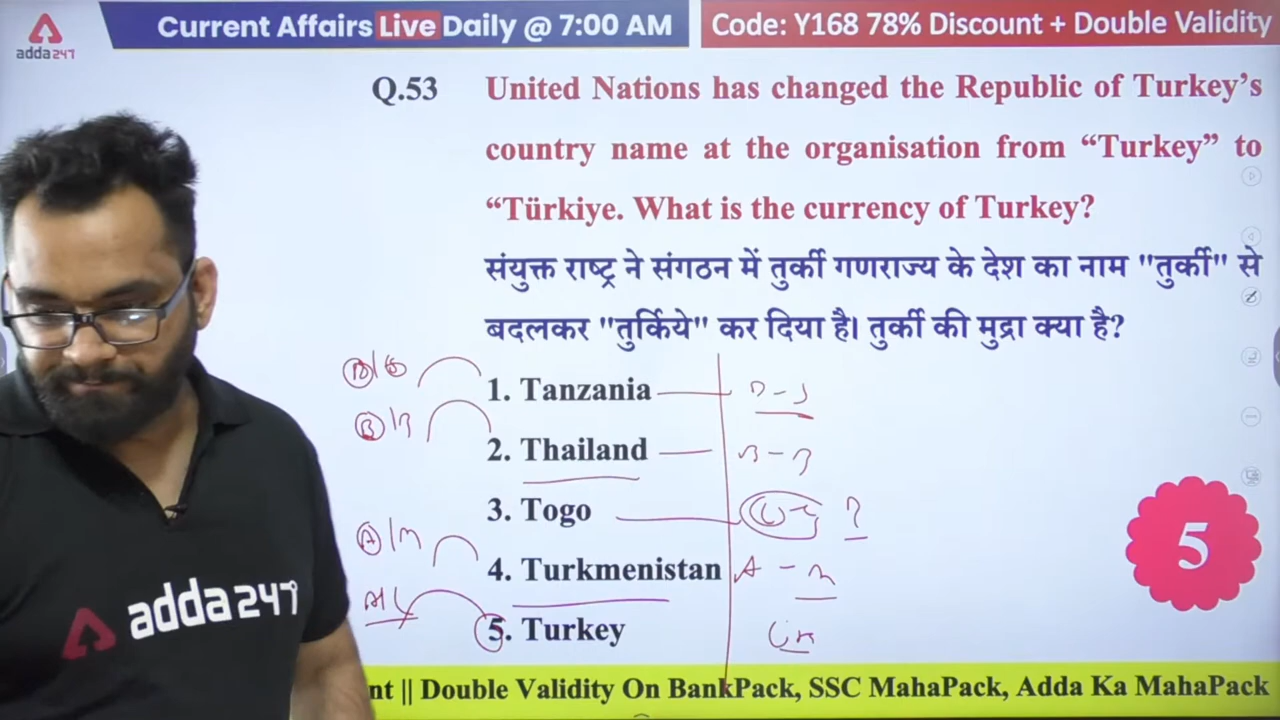 Current Affairs Live Daily @ 7:00 AM
Code: Y168 78% Discount + Double Validity
adda247
Q.53 United Nations has changed the Republic of Turkey's
country name at the organisation from “Turkey” to
“Türkiye. What is the currency of Turkey?
संयुक्त राष्ट्र ने संगठन में तुर्की गणराज्य के देश का नाम "तुर्की" से
बदलकर "तुर्किये" कर दिया है। तुर्की की मुद्रा क्या है?
1. Tanzania
2. Thailand
3. Togo
?
4. Turkmenistan
5. Turkey
5
adda247
nt || Double Validity On BankPack, SSC MahaPack, Adda Ka MahaPack